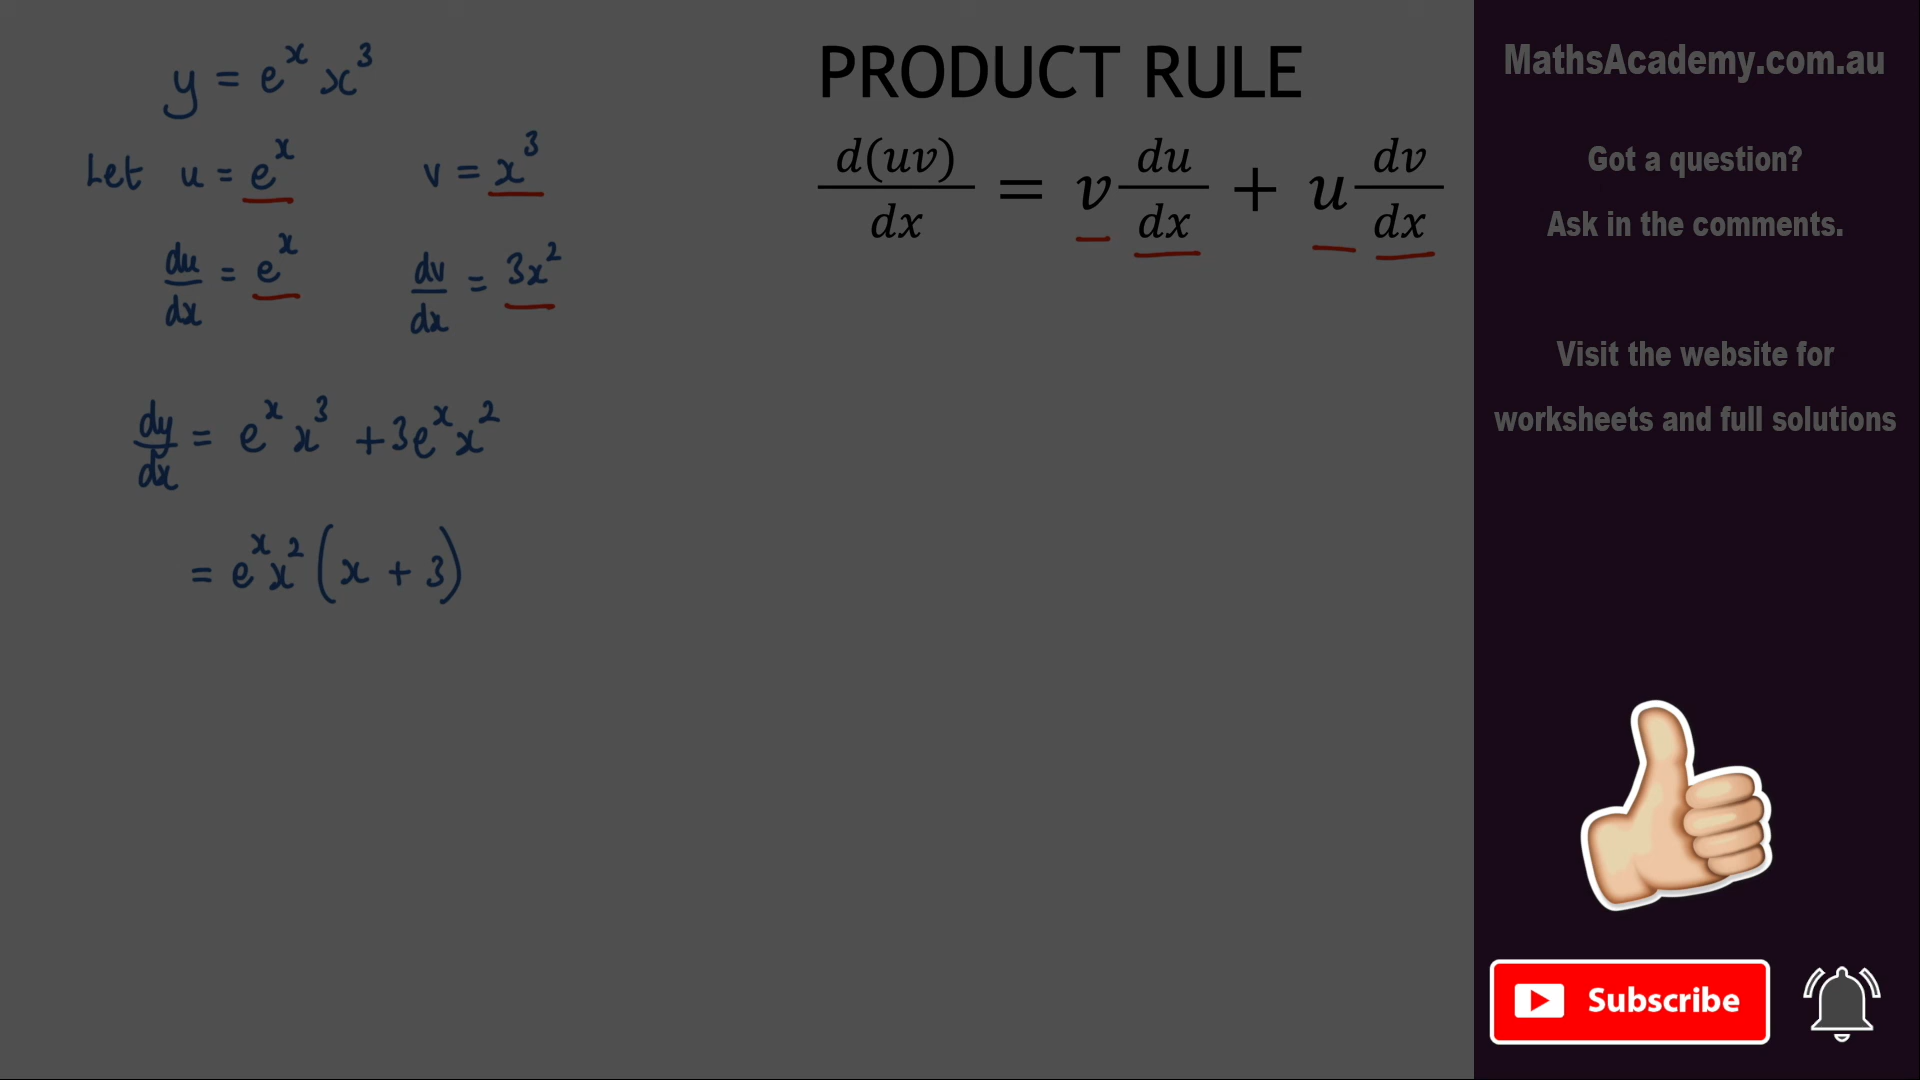 y = e^x x^3
Let u = e^x v = x^3
du/dx = e^x dv/dx = 3x^2
dy/dx = e^x x^3 + 3e^x x^2
= e^x x^2 (x + 3)
PRODUCT RULE
d(uv)/dx = v du/dx + u dv/dx
MathsAcademy.com.au
Got a question?
Ask in the comments.
Visit the website for
worksheets and full solutions
Subscribe